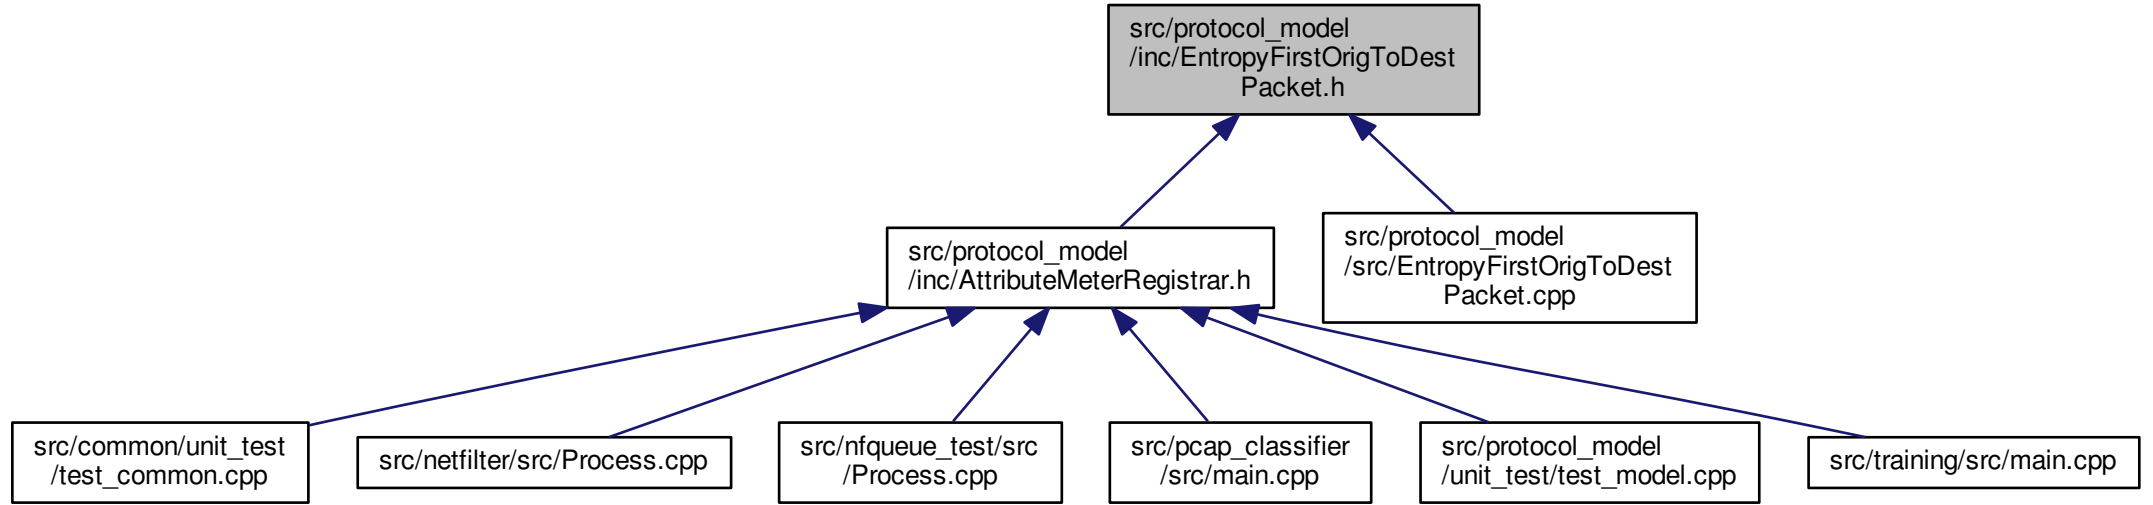 src/protocol_model
/inc/EntropyFirstOrigToDest
Packet.h
src/protocol_model
/inc/AttributeMeterRegistrar.h
src/protocol_model
/src/EntropyFirstOrigToDest
Packet.cpp
src/common/unit_test
/test_common.cpp
src/netfilter/src/Process.cpp
src/nfqueue_test/src
/Process.cpp
src/pcap_classifier
/src/main.cpp
src/protocol_model
/unit_test/test_model.cpp
src/training/src/main.cpp